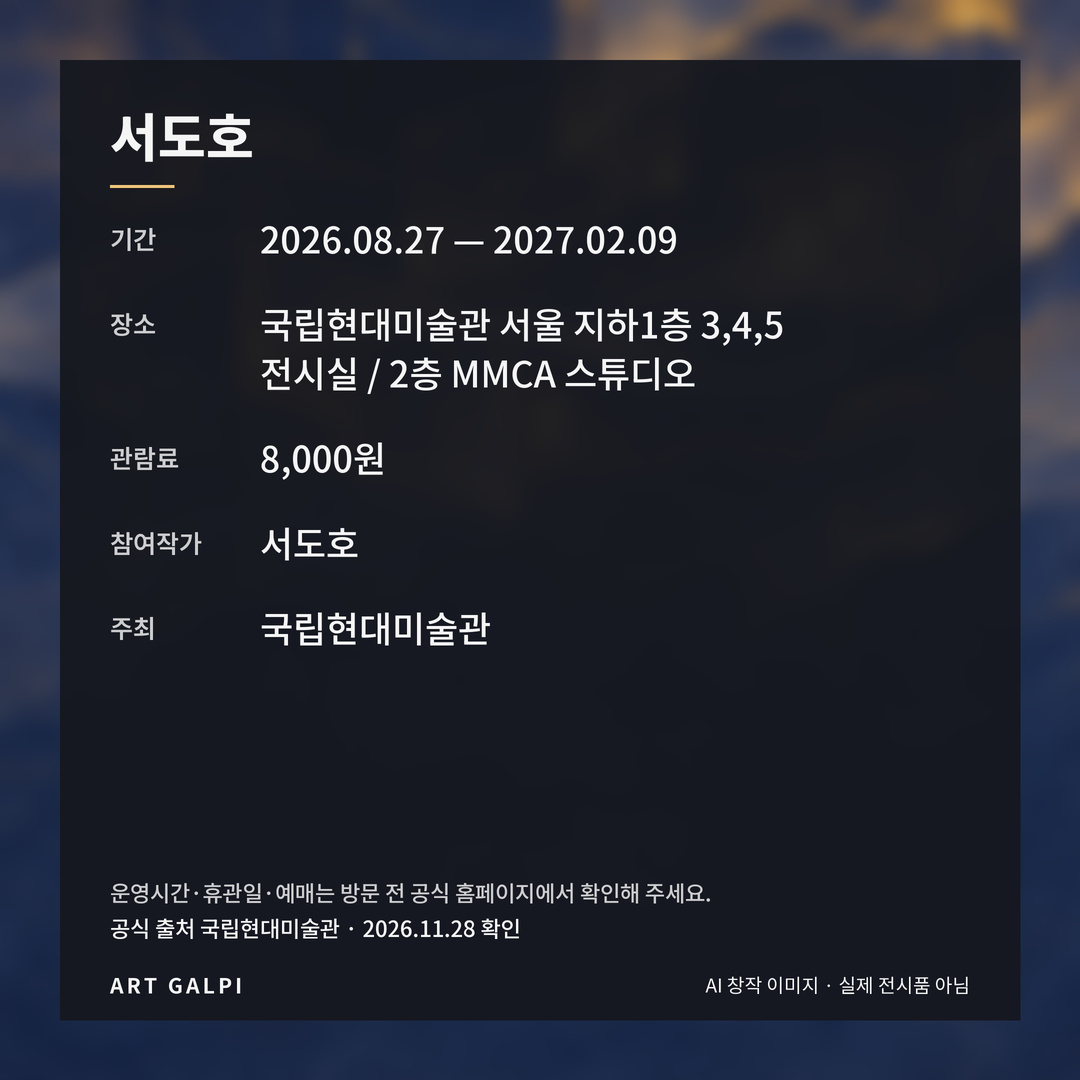 서도호
기간 2026.08.27 — 2027.02.09
장소 국립현대미술관 서울 지하1층 3,4,5
전시실 / 2층 MMCA 스튜디오
관람료 8,000원
참여작가 서도호
주최 국립현대미술관
운영시간·휴관일·예매는 방문 전 공식 홈페이지에서 확인해 주세요.
공식 출처 국립현대미술관 · 2026.11.28 확인
ART GALPI
AI 창작 이미지 · 실제 전시품 아님